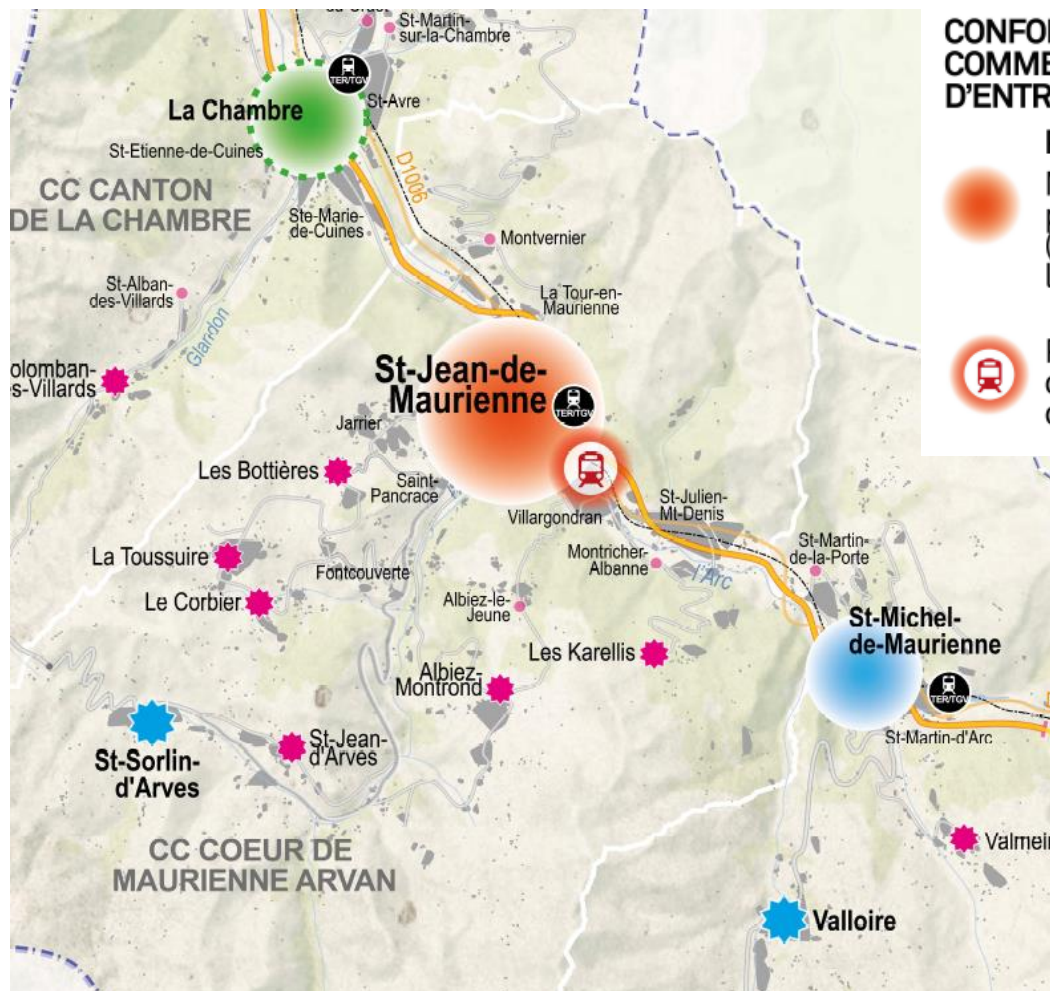 St-Martin-
sur-la-Chambre
TER/TGV
La Chambre
St-Avre
St-Etienne-de-Cuines
D1006
CC CANTON
DE LA CHAMBRE
Ste-Marie-
de-Cuines
Montvernier
St-Alban-
des-Villards
Glandon
La Tour-en-
Maurienne
St-Jean-de-
Maurienne
TER/TGV
Jarrier
Les Bottières
Saint-
Pancrace
Villargondran
St-Julien-
Mt-Denis
La Toussuire
Fontcouverte
Montricher-
Albanne
l'Arc
St-Martin-
de-la-Porte
Le Corbier
Albiez-le-
Jeune
St-Michel-
de-Maurienne
Les Karellis
Albiez-
Montrond
TER/TGV
St-Martin-d'Arc
St-Sorlin-
d'Arves
St-Jean-
d'Arves
CC COEUR DE
MAURIENNE ARVAN
Valloire